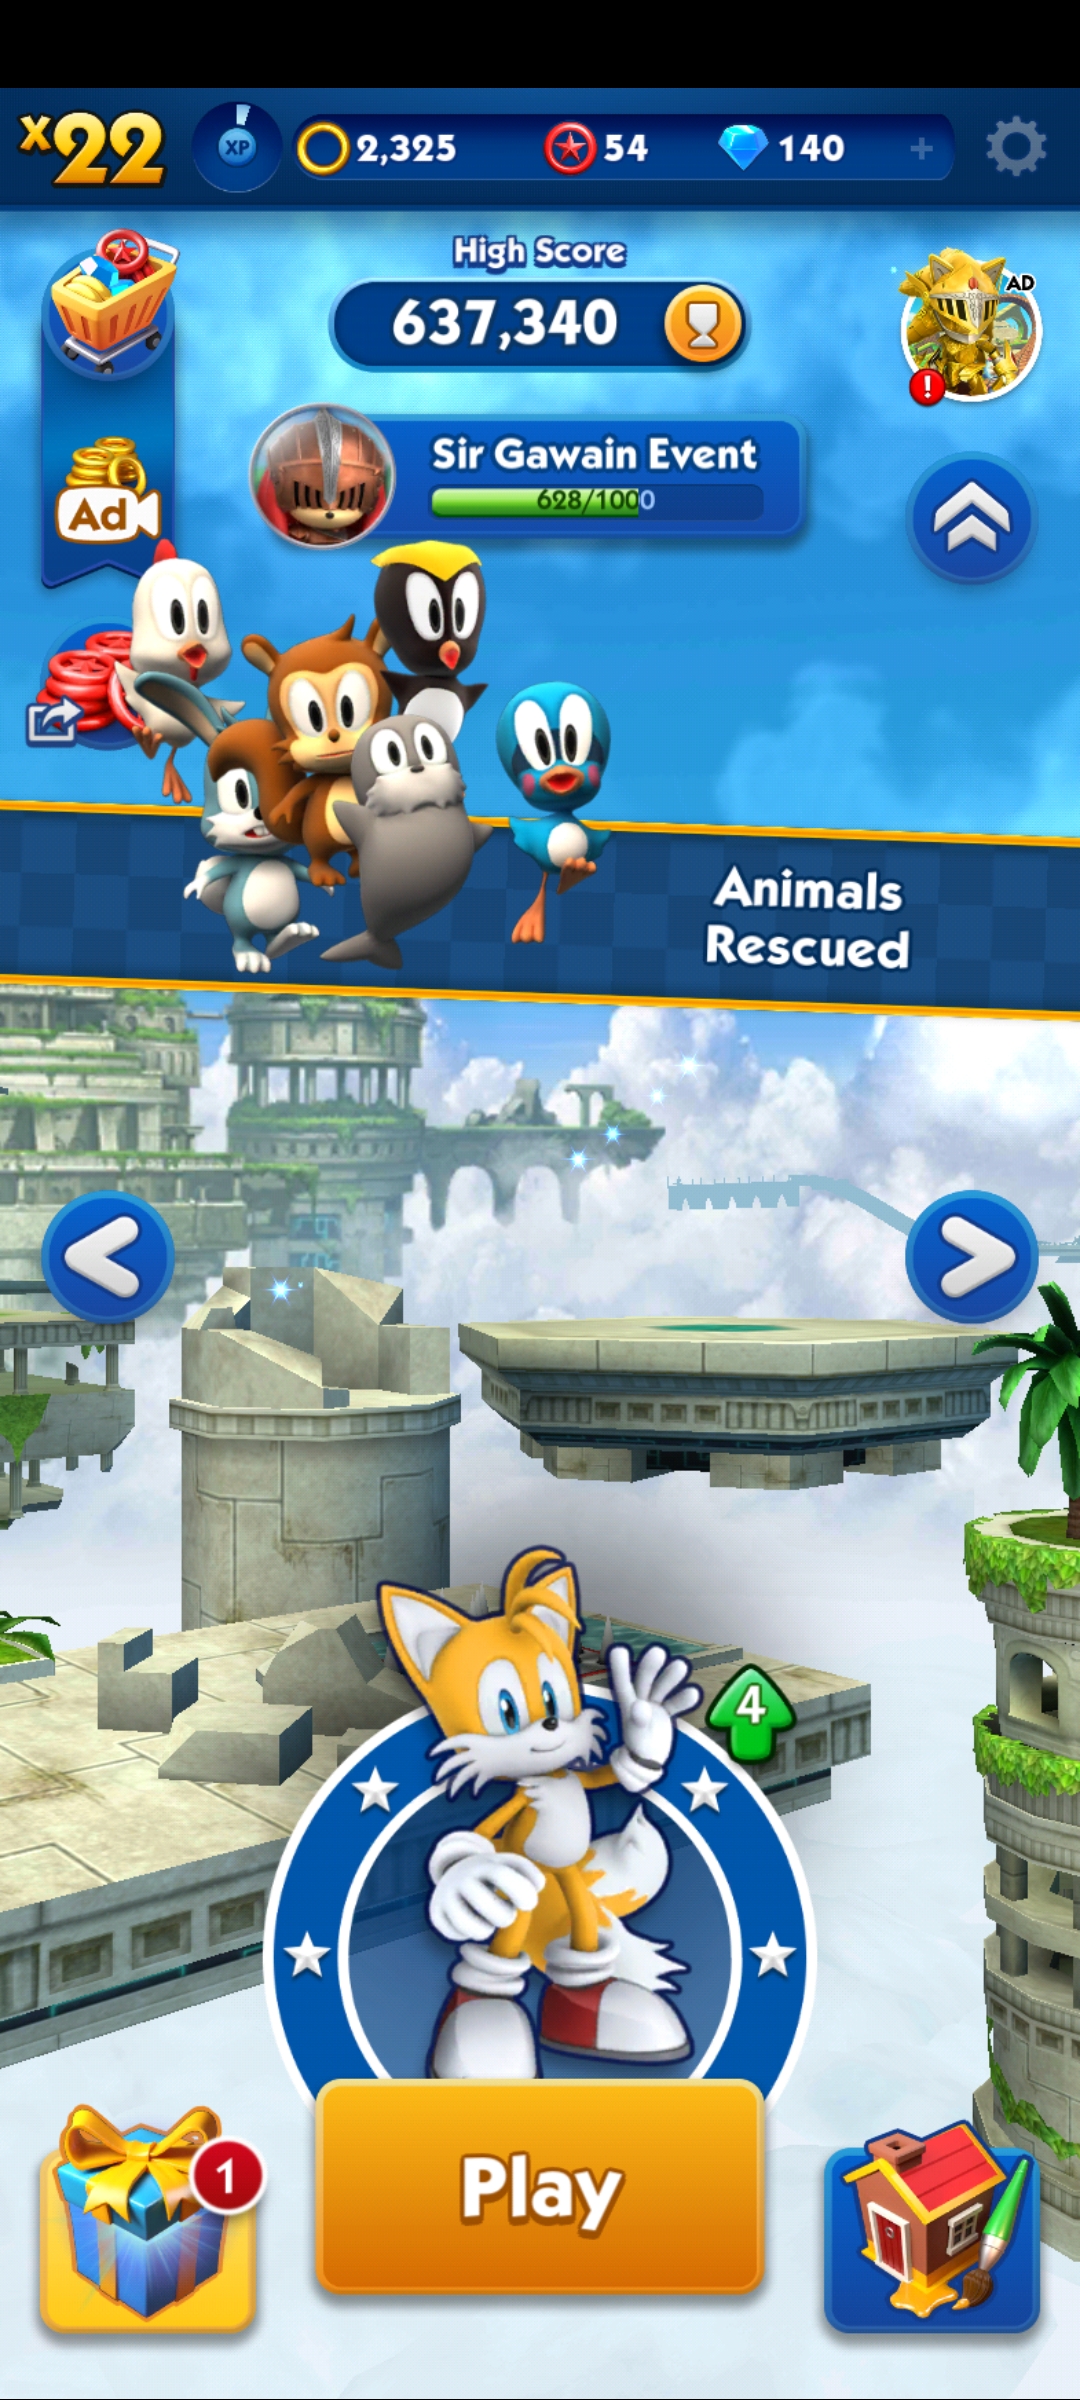 x22
XP
2,325
54
140
+
High Score
637,340
AD
!
Sir Gawain Event
628/1000
Ad
Animals
Rescued
4
Play
1